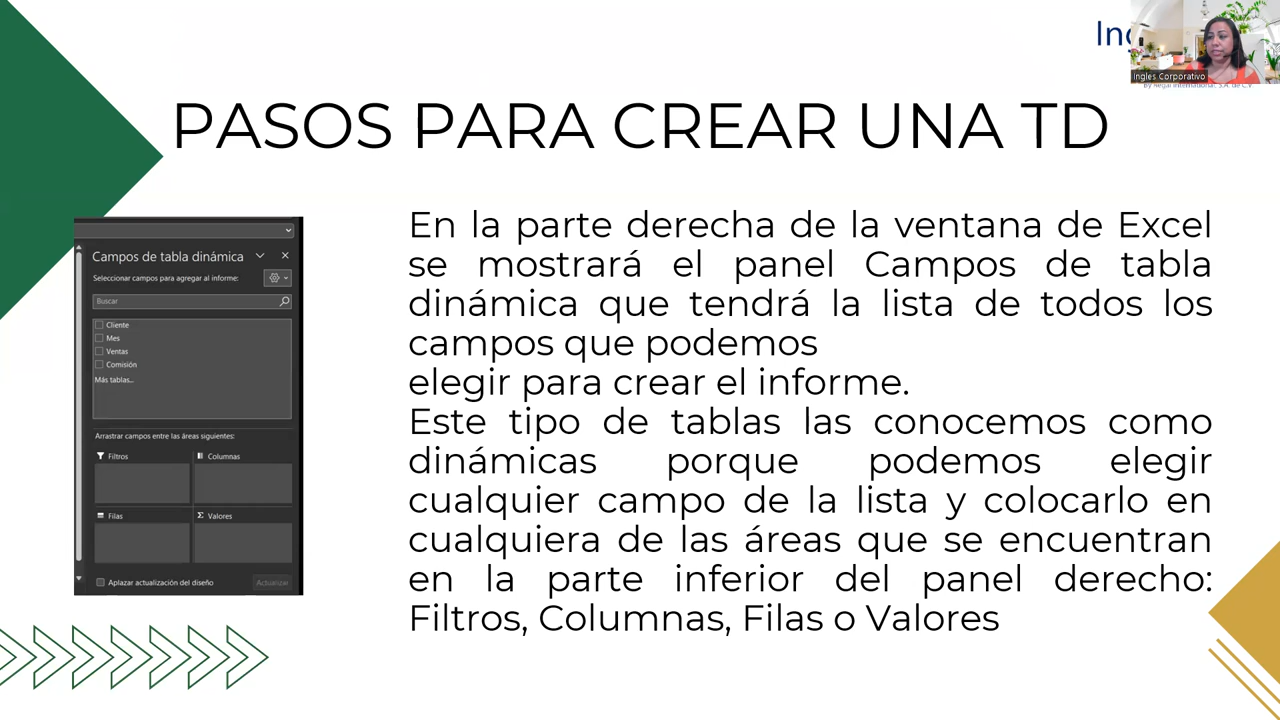 Ingles Corporativo
By Regal International, S.A. de C.V.
PASOS PARA CREAR UNA TD
Campos de tabla dinámica
Seleccionar campos para agregar al informe:
Buscar
Cliente
Mes
Ventas
Comisión
Más tablas...
Arrastrar campos entre las áreas siguientes:
Filtros
Columnas
Filas
Valores
Aplazar actualización del diseño
Actualizar
En la parte derecha de la ventana de Excel
se mostrará el panel Campos de tabla
dinámica que tendrá la lista de todos los
campos que podemos
elegir para crear el informe.
Este tipo de tablas las conocemos como
dinámicas porque podemos elegir
cualquier campo de la lista y colocarlo en
cualquiera de las áreas que se encuentran
en la parte inferior del panel derecho:
Filtros, Columnas, Filas o Valores